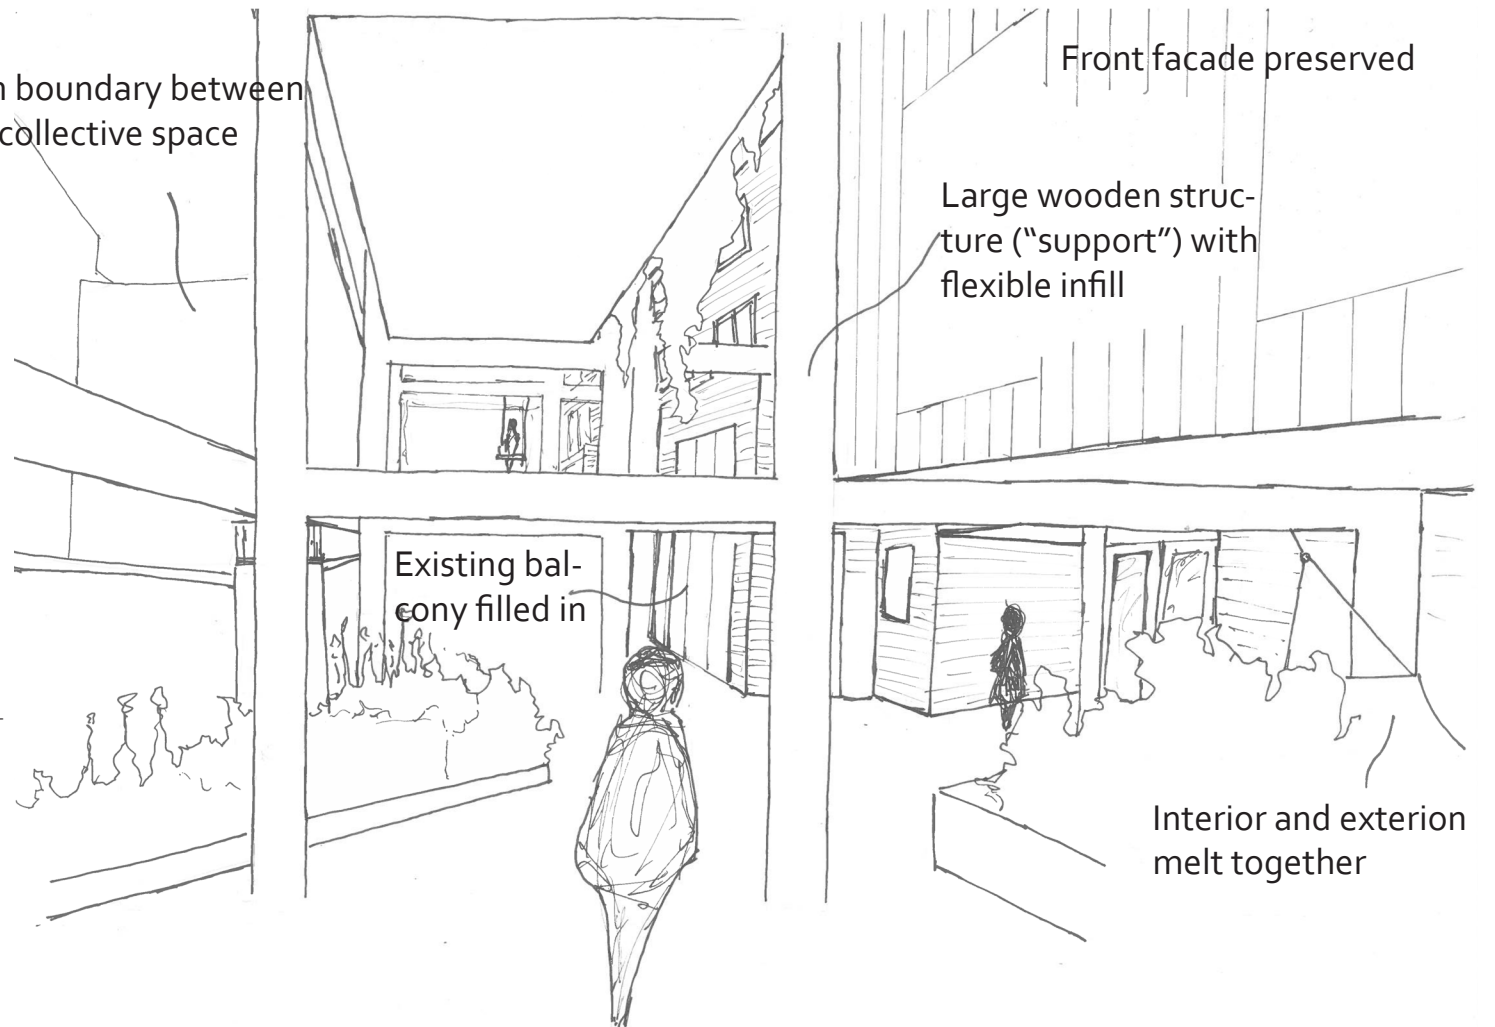 boundary between
collective space
Front facade preserved
Large wooden struc-
ture (“support”) with
flexible infill
Existing bal-
cony filled in
Interior and exterion
melt together